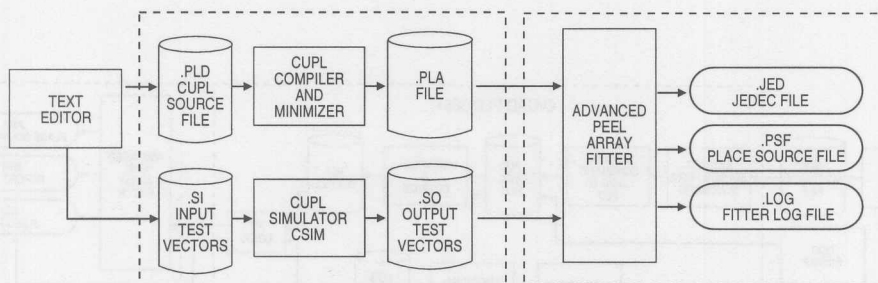 TEXT
EDITOR
.PLD
CUPL
SOURCE
FILE
CUPL
COMPILER
AND
MINIMIZER
.PLA
FILE
.SI
INPUT
TEST
VECTORS
CUPL
SIMULATOR
CSIM
.SO
OUTPUT
TEST
VECTORS
ADVANCED
PEEL
ARRAY
FITTER
.JED
JEDEC FILE
.PSF
PLACE SOURCE FILE
.LOG
FITTER LOG FILE